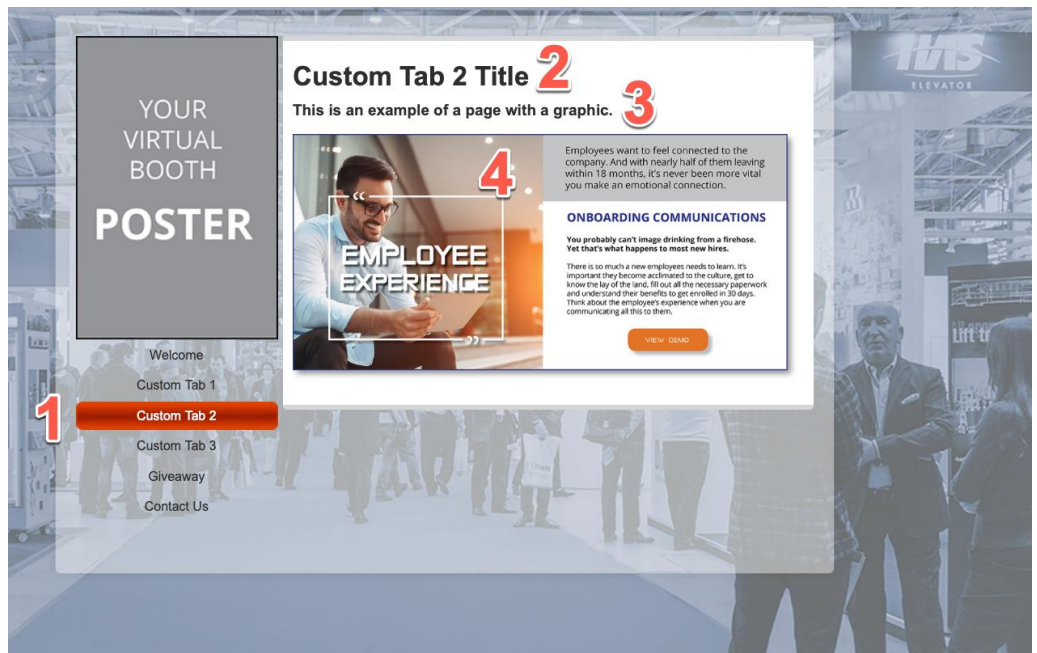 YOUR
VIRTUAL
BOOTH
POSTER
Welcome
Custom Tab 1
1
Custom Tab 2
Custom Tab 3
Giveaway
Contact Us
Custom Tab 2 Title 2
This is an example of a page with a graphic. 3
4
“
EMPLOYEE
EXPERIENCE
”
Employees want to feel connected to the
company. And with nearly half of them leaving
within 18 months, it's never been more vital
you make an emotional connection.
ONBOARDING COMMUNICATIONS
You probably can't image drinking from a firehose.
Yet that's what happens to most new hires.
There is so much a new employees needs to learn. It's
important they become acclimated to the culture, get to
know the lay of the land, fill out all the necessary paperwork
and understand their benefits to get enrolled in 30 days.
Think about the employee's experience when you are
communicating all this to them.
VIEW DEMO
ELEVATOR